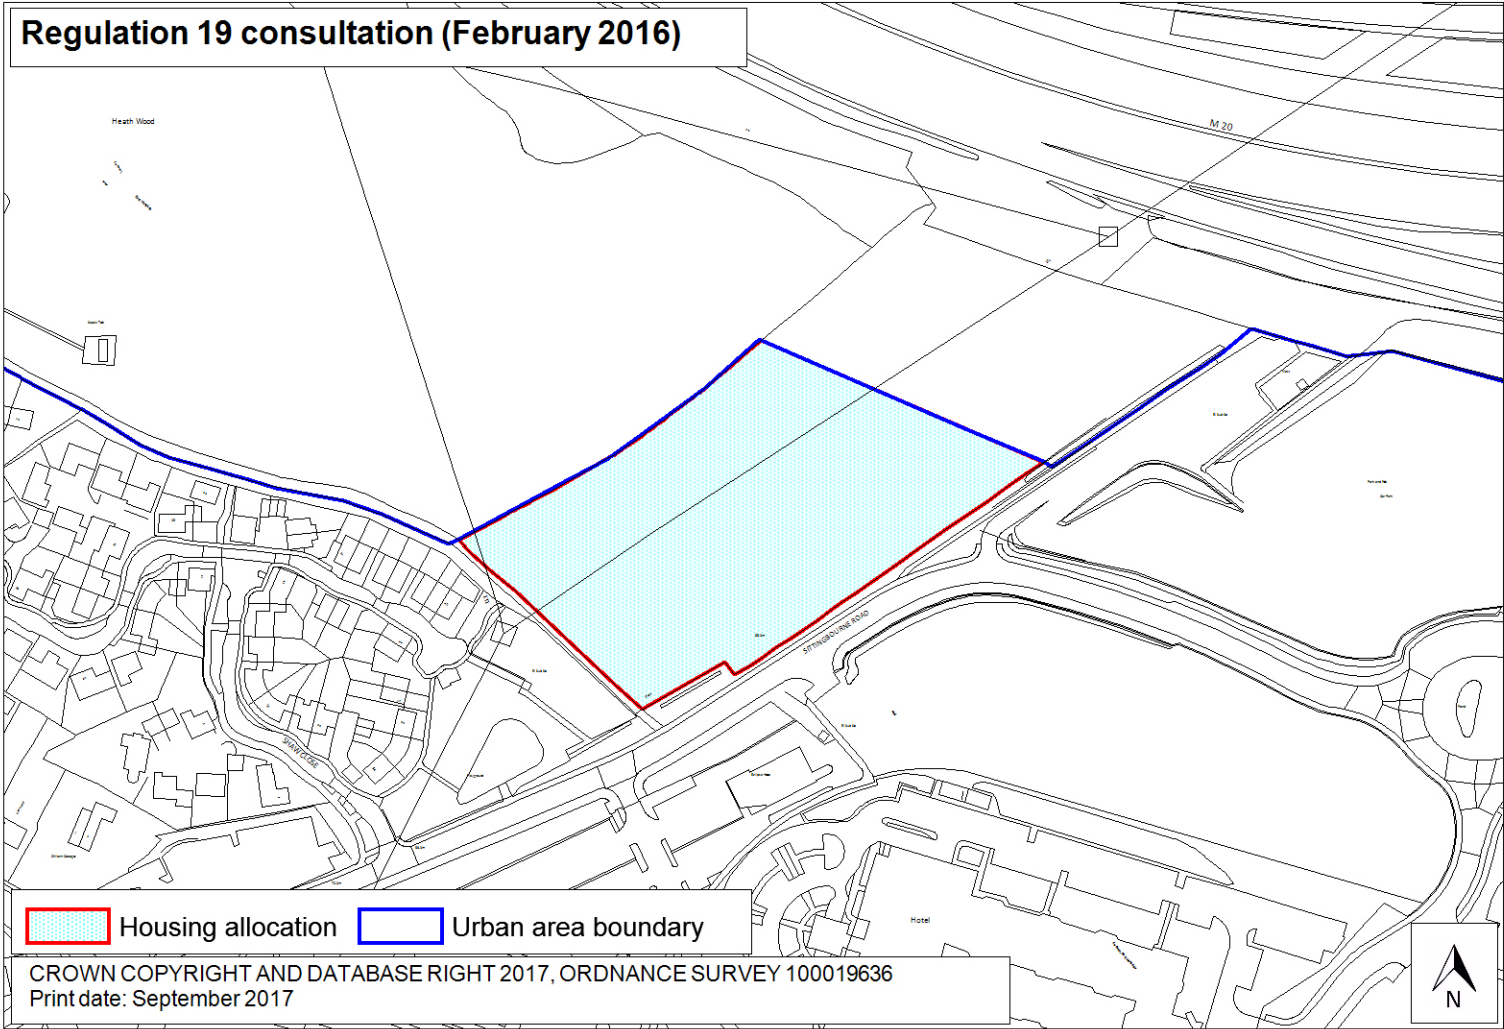 Regulation 19 consultation (February 2016)
Heath Wood
M 20
SITTINGBOURNE ROAD
SHAW CLOSE
Hotel
Housing allocation
Urban area boundary
CROWN COPYRIGHT AND DATABASE RIGHT 2017, ORDNANCE SURVEY 100019636
Print date: September 2017
N